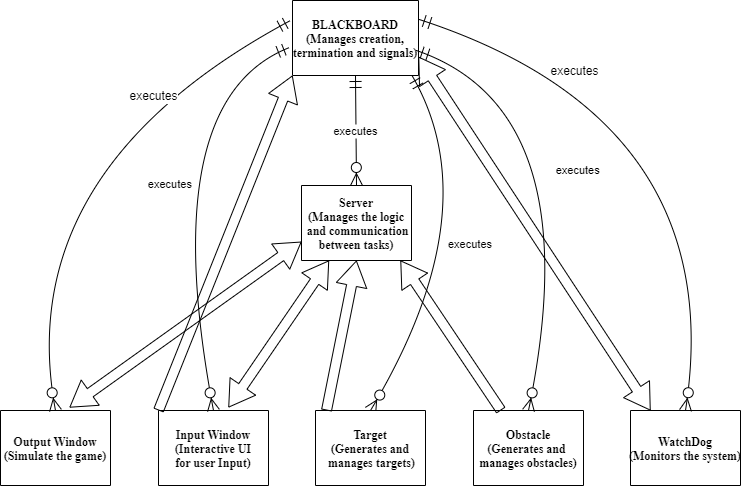 BLACKBOARD
(Manages creation,
termination and signals)
executes
executes
executes
executes
executes
executes
Server
(Manages the logic
and communication
between tasks)
Output Window
(Simulate the game)
Input Window
(Interactive UI
for user Input)
Target
(Generates and
manages targets)
Obstacle
(Generates and
manages obstacles)
WatchDog
(Monitors the system)